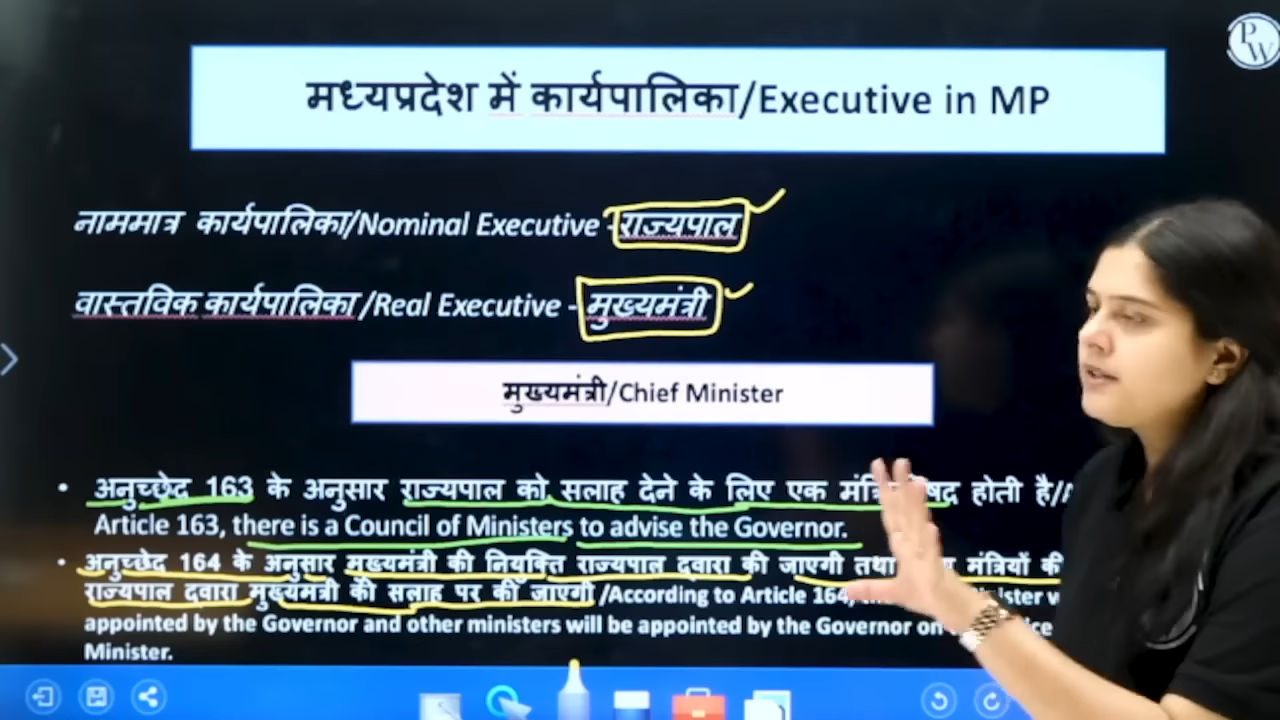 PW
मध्यप्रदेश में कार्यपालिका/Executive in MP
नाममात्र कार्यपालिका/Nominal Executive - राज्यपाल
वास्तविक कार्यपालिका /Real Executive - मुख्यमंत्री
मुख्यमंत्री/Chief Minister
• अनुच्छेद 163 के अनुसार राज्यपाल को सलाह देने के लिए एक होती है/
Article 163, there is a Council of Ministers to advise the Governor.
• अनुच्छेद 164 के अनुसार मुख्यमंत्री की नियुक्ति राज्यपाल दवारा की जाएगी तथा मंत्रियों की
राज्यपाल दवारा मुख्यमंत्री की सलाह पर की जाएगी /According to Article 164,
appointed by the Governor and other ministers will be appointed by the Governor on
Minister.